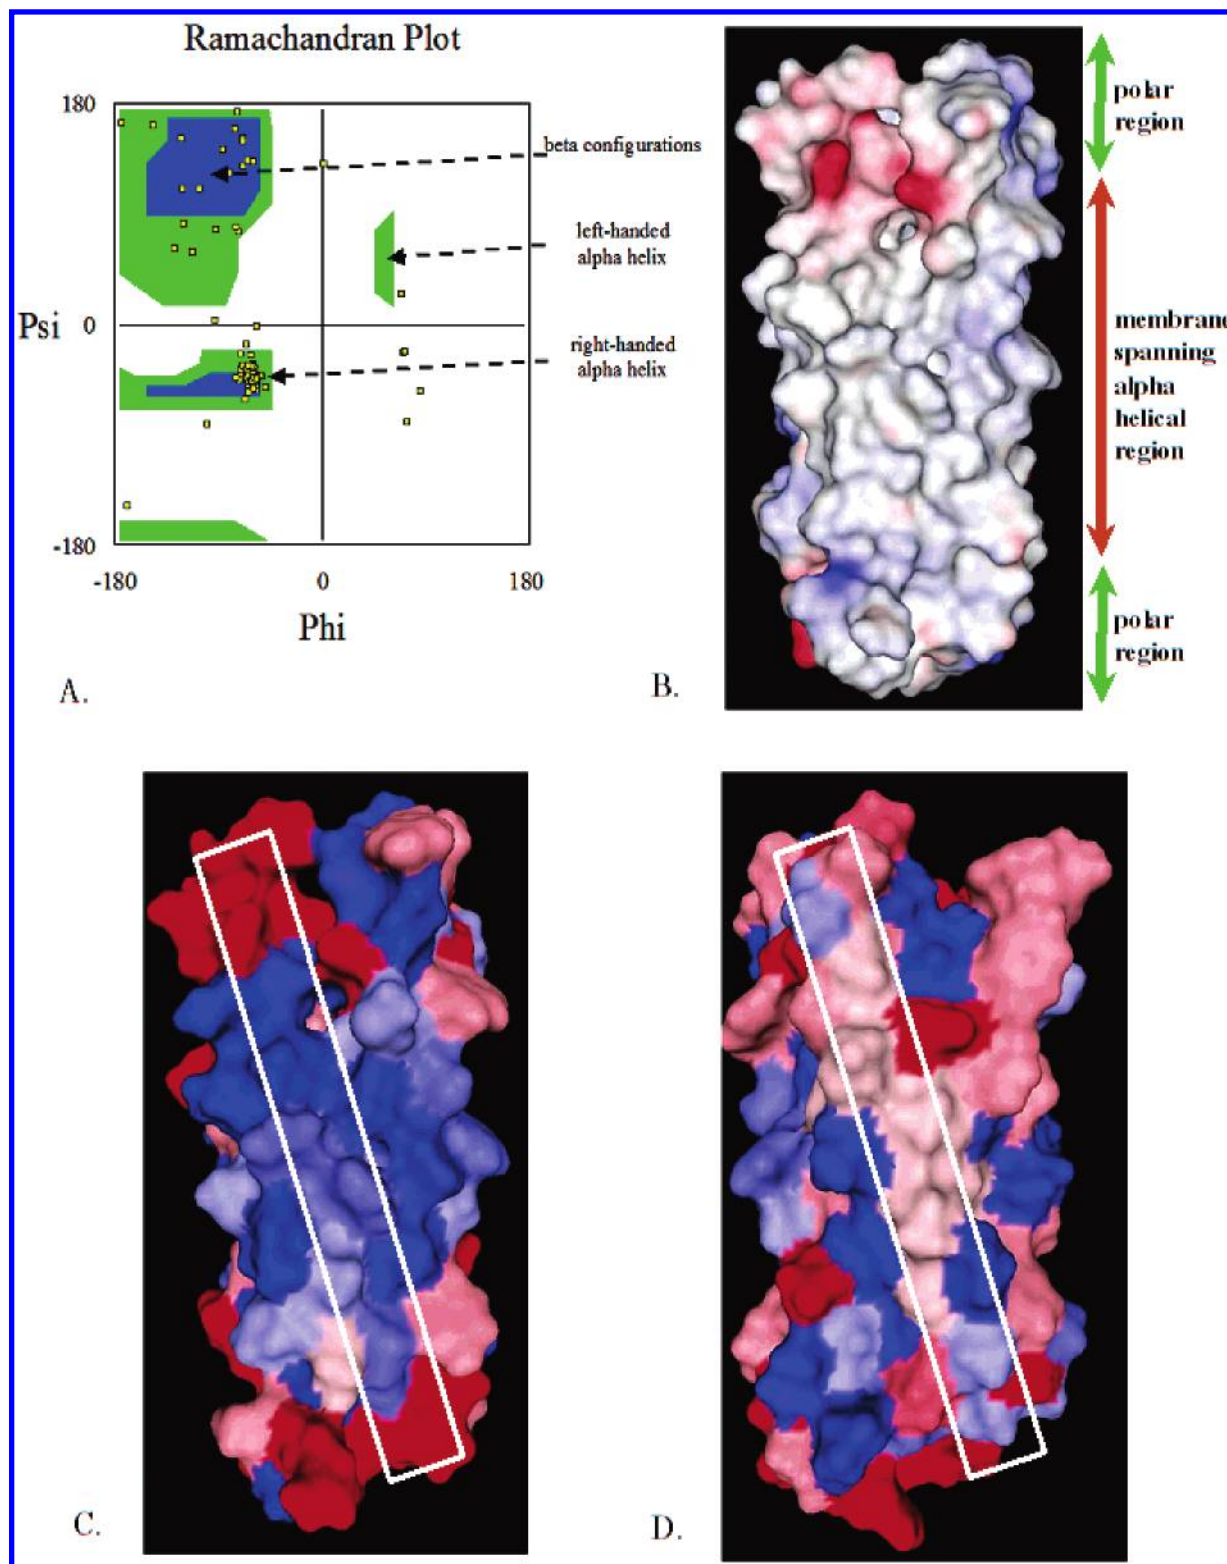 Ramachandran Plot
180
beta configurations
left-handed
alpha helix
Psi
0
right-handed
alpha helix
-180
-180
0
180
Phi
A.
polar
region
membrane
spanning
alpha
helical
region
polar
region
B.
C.
D.